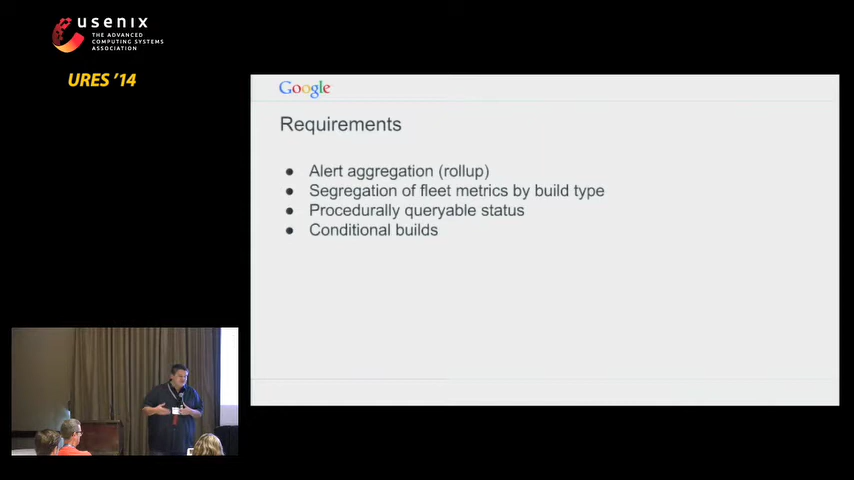 usenix
THE ADVANCED
COMPUTING SYSTEMS
ASSOCIATION
URES '14
Google
Requirements
● Alert aggregation (rollup)
● Segregation of fleet metrics by build type
● Procedurally queryable status
● Conditional builds